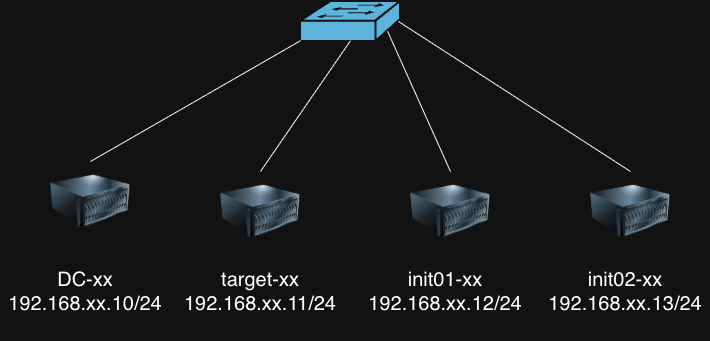 DC-xx
192.168.xx.10/24
target-xx
192.168.xx.11/24
init01-xx
192.168.xx.12/24
init02-xx
192.168.xx.13/24